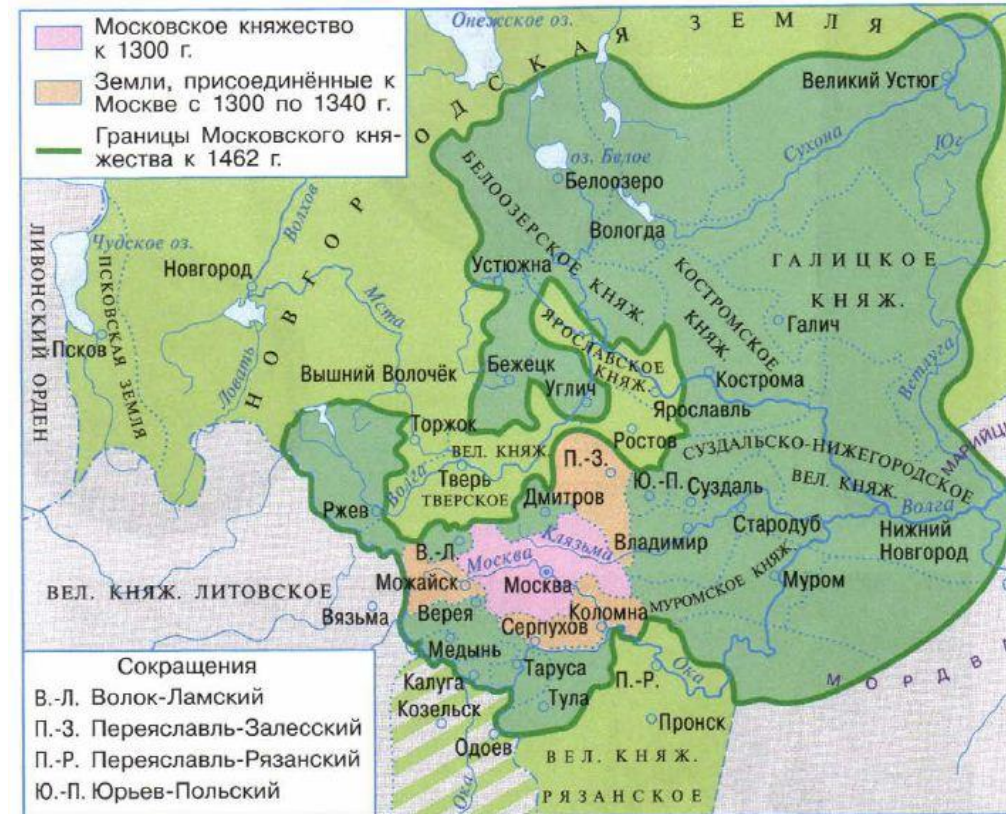 Московское княжество
к 1300 г.
Земли, присоединённые к
Москве с 1300 по 1340 г.
Границы Московского кня-
жества к 1462 г.
Онежское оз.
НОВГОРОДСКАЯ ЗЕМЛЯ
Великий Устюг
Сухона
Юг
оз. Белое
Белоозеро
БЕЛООЗЕРСКОЕ КНЯЖ.
Вологда
ЛИВОНСКИЙ ОРДЕН
Чудское оз.
ПСКОВСКАЯ ЗЕМЛЯ
Псков
Волхов
Новгород
Мста
Ловать
Устюжна
КОСТРОМСКОЕ КНЯЖ
ГАЛИЦКОЕ
КНЯЖ.
Галич
Ветлуга
ЯРОСЛАВСКОЕ
КНЯЖ.
Бежецк
Углич
Кострома
Вышний Волочёк
Ярославль
Торжок
Ростов
СУЗДАЛЬСКО-НИЖЕГОРОДСКОЕ
ВЕЛ. КНЯЖ.
МАРИЙЦ
ВЕЛ. КНЯЖ.
Тверь
ТВЕРСКОЕ
Волга
П.-З.
Ю.-П.
Суздаль
Волга
Ржев
Дмитров
Стародуб
Нижний
Новгород
Владимир
В.-Л.
Клязьма
Москва
Можайск
Москва
МУРОМСКОЕ КНЯЖ
Муром
ВЕЛ. КНЯЖ. ЛИТОВСКОЕ
Вязьма
Верея
Коломна
Серпухов
Медынь
Таруса
Ока
МОРДВ
Калуга
Тула
П.-Р.
Козельск
Пронск
Одоев
Ока
ВЕЛ. КНЯЖ.
РЯЗАНСКОЕ
Сокращения
В.-Л. Волок-Ламский
П.-З. Переяславль-Залесский
П.-Р. Переяславль-Рязанский
Ю.-П. Юрьев-Польский